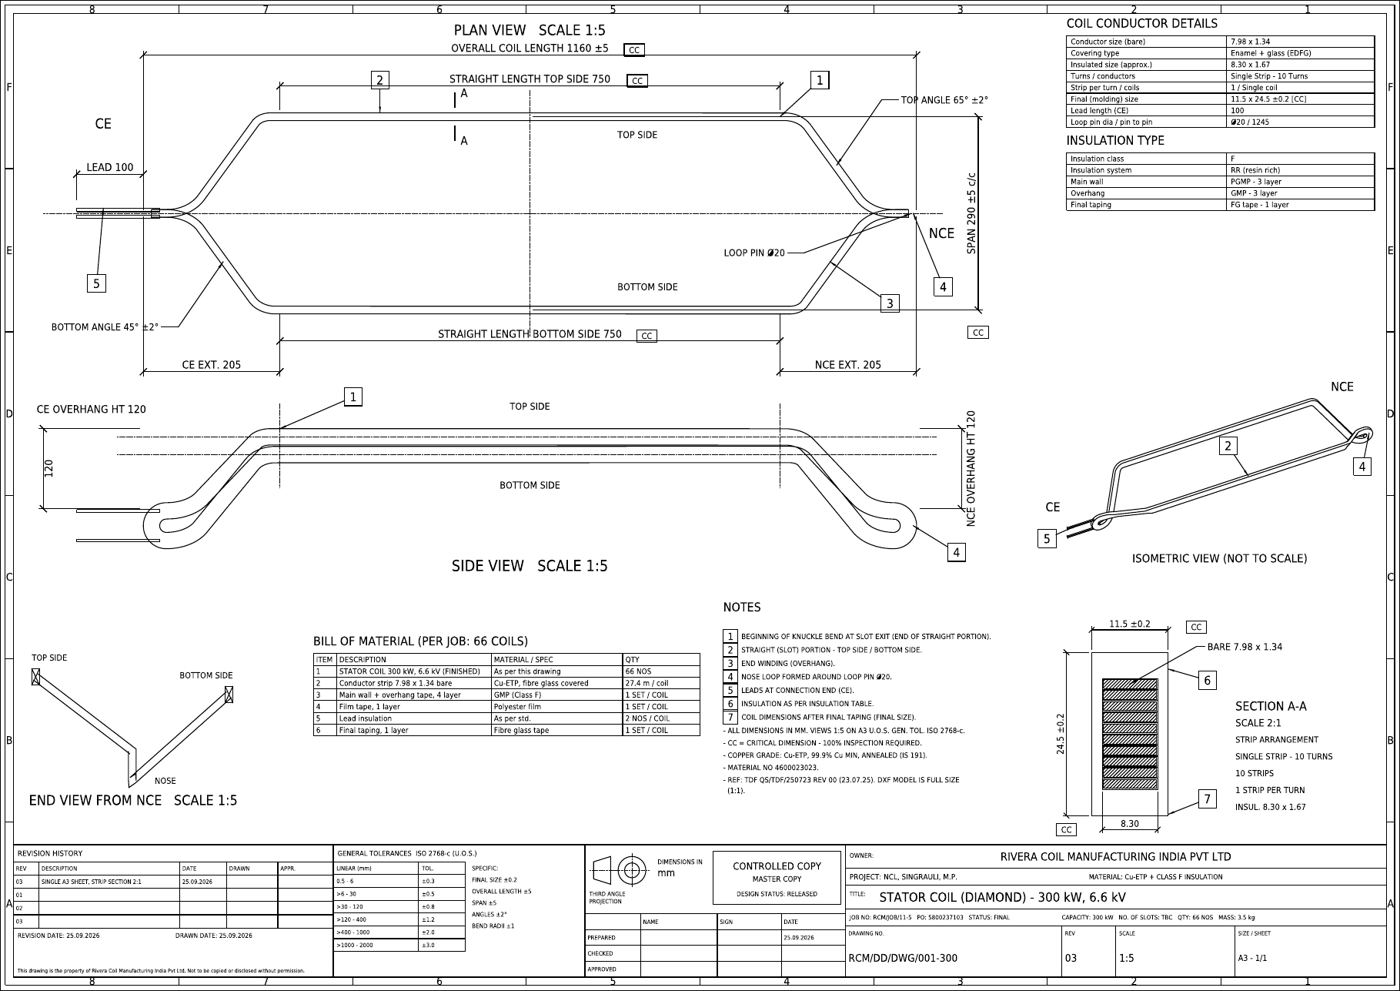 8 7 6 5 4 3 2 1
PLAN VIEW SCALE 1:5
OVERALL COIL LENGTH 1160 ±5 CC
STRAIGHT LENGTH TOP SIDE 750 CC
2
1
A
A
TOP ANGLE 65° ±2°
CE
TOP SIDE
LEAD 100
SPAN 290 ±5 c/c
NCE
LOOP PIN Ø20
5
4
BOTTOM SIDE
3
BOTTOM ANGLE 45° ±2°
STRAIGHT LENGTH BOTTOM SIDE 750 CC
CC
CE EXT. 205
NCE EXT. 205
COIL CONDUCTOR DETAILS
Conductor size (bare) 7.98 x 1.34
Covering type Enamel + glass (EDFG)
Insulated size (approx.) 8.30 x 1.67
Turns / conductors Single Strip - 10 Turns
Strip per turn / coils 1 / Single coil
Final (molding) size 11.5 x 24.5 ±0.2 [CC]
Lead length (CE) 100
Loop pin dia / pin to pin Ø20 / 1245
INSULATION TYPE
Insulation class F
Insulation system RR (resin rich)
Main wall PGMP - 3 layer
Overhang GMP - 3 layer
Final taping FG tape - 1 layer
F
E
D
C
B
A
F
E
D
C
B
A
CE OVERHANG HT 120
1
TOP SIDE
120
BOTTOM SIDE
NCE OVERHANG HT 120
4
SIDE VIEW SCALE 1:5
NCE
2
4
CE
5
ISOMETRIC VIEW (NOT TO SCALE)
TOP SIDE
BOTTOM SIDE
NOSE
END VIEW FROM NCE SCALE 1:5
BILL OF MATERIAL (PER JOB: 66 COILS)
ITEM DESCRIPTION MATERIAL / SPEC QTY
1 STATOR COIL 300 kW, 6.6 kV (FINISHED) As per this drawing 66 NOS
2 Conductor strip 7.98 x 1.34 bare Cu-ETP, fibre glass covered 27.4 m / coil
3 Main wall + overhang tape, 4 layer GMP (Class F) 1 SET / COIL
4 Film tape, 1 layer Polyester film 1 SET / COIL
5 Lead insulation As per std. 2 NOS / COIL
6 Final taping, 1 layer Fibre glass tape 1 SET / COIL
NOTES
1 BEGINNING OF KNUCKLE BEND AT SLOT EXIT (END OF STRAIGHT PORTION).
2 STRAIGHT (SLOT) PORTION - TOP SIDE / BOTTOM SIDE.
3 END WINDING (OVERHANG).
4 NOSE LOOP FORMED AROUND LOOP PIN Ø20.
5 LEADS AT CONNECTION END (CE).
6 INSULATION AS PER INSULATION TABLE.
7 COIL DIMENSIONS AFTER FINAL TAPING (FINAL SIZE).
- ALL DIMENSIONS IN MM. VIEWS 1:5 ON A3 U.O.S. GEN. TOL. ISO 2768-c.
- CC = CRITICAL DIMENSION - 100% INSPECTION REQUIRED.
- COPPER GRADE: Cu-ETP, 99.9% Cu MIN, ANNEALED (IS 191).
- MATERIAL NO 4600023023.
- REF: TDF QS/TDF/250723 REV 00 (23.07.25). DXF MODEL IS FULL SIZE
(1:1).
11.5 ±0.2 CC
BARE 7.98 x 1.34
6
24.5 ±0.2
7
8.30
CC
SECTION A-A
SCALE 2:1
STRIP ARRANGEMENT
SINGLE STRIP - 10 TURNS
10 STRIPS
1 STRIP PER TURN
INSUL. 8.30 x 1.67
REVISION HISTORY
REV DESCRIPTION DATE DRAWN APPR.
03 SINGLE A3 SHEET, STRIP SECTION 2:1 25.09.2026
01
02
03
REVISION DATE: 25.09.2026 DRAWN DATE: 25.09.2026
This drawing is the property of Rivera Coil Manufacturing India Pvt Ltd. Not to be copied or disclosed without permission.
GENERAL TOLERANCES ISO 2768-c (U.O.S.)
LINEAR (mm) TOL.
0.5 - 6 ±0.3
>6 - 30 ±0.5
>30 - 120 ±0.8
>120 - 400 ±1.2
>400 - 1000 ±2.0
>1000 - 2000 ±3.0
SPECIFIC:
FINAL SIZE ±0.2
OVERALL LENGTH ±5
SPAN ±5
ANGLES ±2°
BEND RADII ±1
THIRD ANGLE
PROJECTION
DIMENSIONS IN
mm
CONTROLLED COPY
MASTER COPY
DESIGN STATUS: RELEASED
NAME SIGN DATE
PREPARED 25.09.2026
CHECKED
APPROVED
OWNER: RIVERA COIL MANUFACTURING INDIA PVT LTD
PROJECT: NCL, SINGRAULI, M.P. MATERIAL: Cu-ETP + CLASS F INSULATION
TITLE: STATOR COIL (DIAMOND) - 300 kW, 6.6 kV
JOB NO: RCM/JOB/11-5 PO: 5800237103 STATUS: FINAL CAPACITY: 300 kW NO. OF SLOTS: TBC QTY: 66 NOS MASS: 3.5 kg
DRAWING NO. REV SCALE SIZE / SHEET
RCM/DD/DWG/001-300 03 1:5 A3 - 1/1
8 7 6 5 4 3 2 1